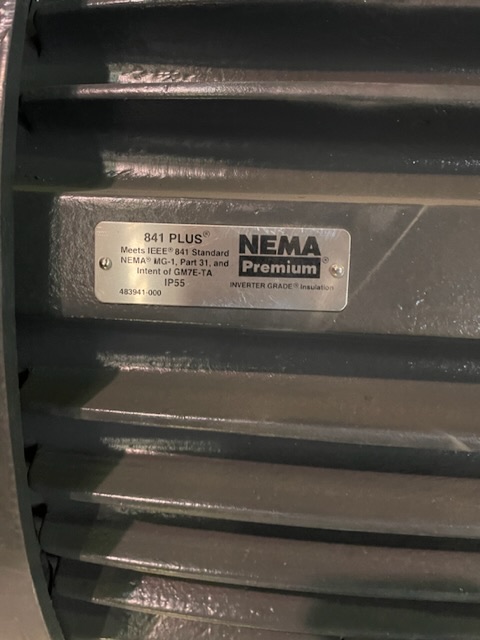 841 PLUS®
Meets IEEE® 841 Standard
NEMA® MG-1, Part 31, and
Intent of GM7E-TA
IP55
483941-000
NEMA
Premium®
INVERTER GRADE® Insulation